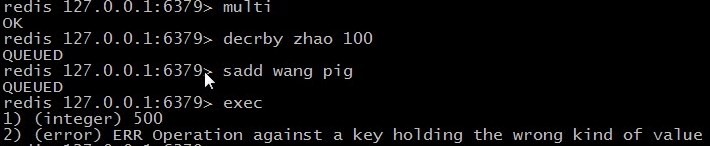 redis 127.0.0.1:6379> multi
OK
redis 127.0.0.1:6379> decrby zhao 100
QUEUED
redis 127.0.0.1:6379> sadd wang pig
QUEUED
redis 127.0.0.1:6379> exec
1) (integer) 500
2) (error) ERR Operation against a key holding the wrong kind of value